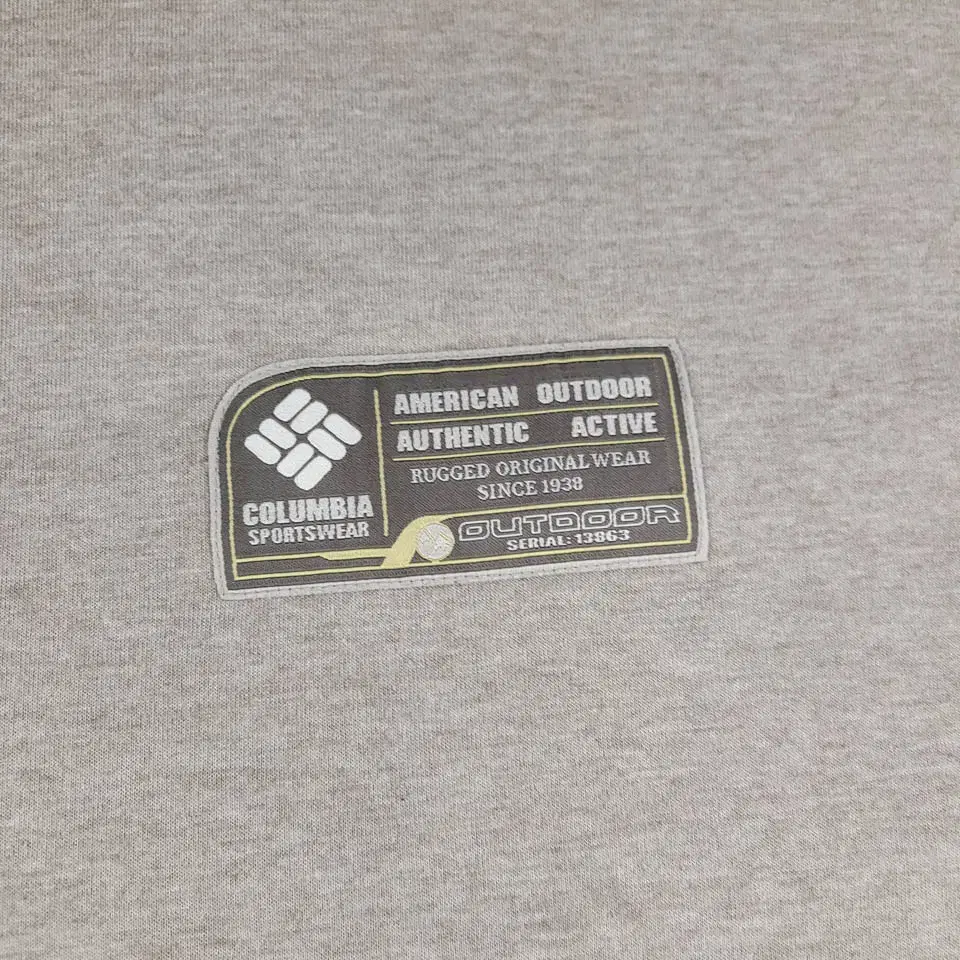 COLUMBIA
SPORTSWEAR
AMERICAN OUTDOOR
AUTHENTIC ACTIVE
RUGGED ORIGINAL WEAR
SINCE 1938
OUTDOOR
SERIAL: 13863